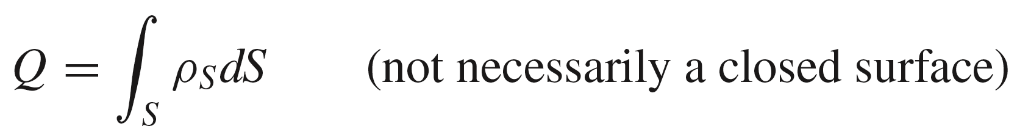 Q = ∫_S ρ_S dS (not necessarily a closed surface)